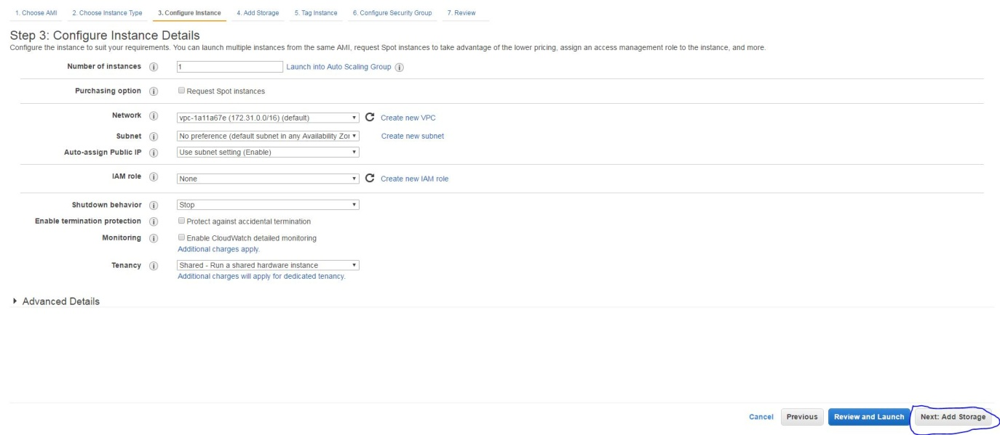 1. Choose AMI 2. Choose Instance Type 3. Configure Instance 4. Add Storage 5. Tag Instance 6. Configure Security Group 7. Review
Step 3: Configure Instance Details
Configure the instance to suit your requirements. You can launch multiple instances from the same AMI, request Spot instances to take advantage of the lower pricing, assign an access management role to the instance, and more.
Number of instances i 1 Launch into Auto Scaling Group i
Purchasing option i Request Spot instances
Network i vpc-1a11a67e (172.31.0.0/16) (default) Create new VPC
Subnet i No preference (default subnet in any Availability Zor Create new subnet
Auto-assign Public IP i Use subnet setting (Enable)
IAM role i None Create new IAM role
Shutdown behavior i Stop
Enable termination protection i Protect against accidental termination
Monitoring i Enable CloudWatch detailed monitoring
Additional charges apply.
Tenancy i Shared - Run a shared hardware instance
Additional charges will apply for dedicated tenancy.
Advanced Details
Cancel Previous Review and Launch Next: Add Storage